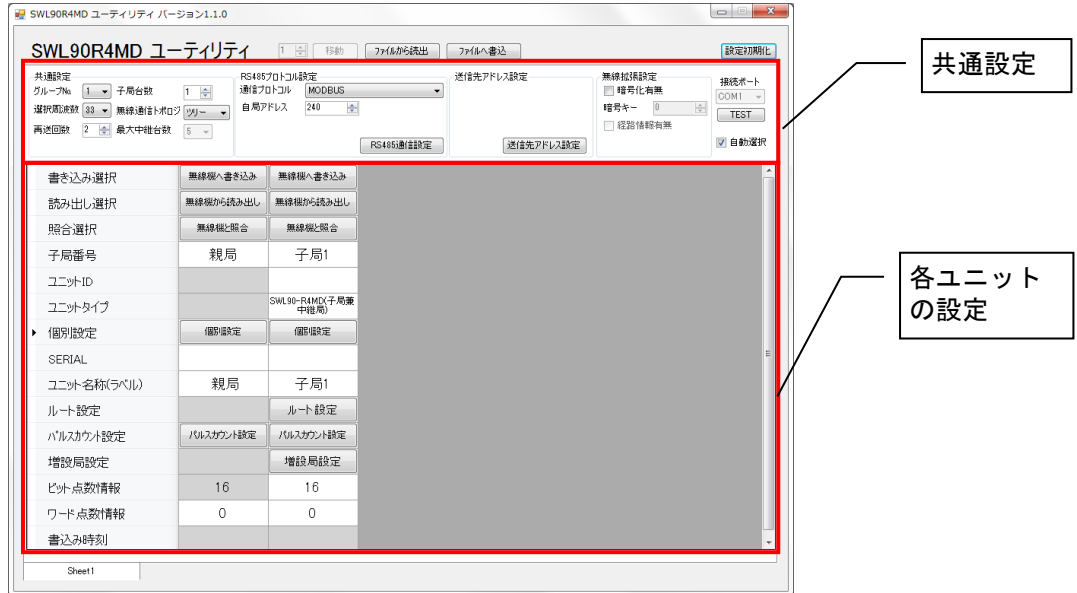 SWL90R4MD ユーティリティ バージョン1.1.0
SWL90R4MD ユーティリティ 1 移動 ファイルから読出 ファイルへ書込 設定初期化
共通設定
グループNo. 1 子局台数 1
選択周波数 33 無線通信トポロジ ツリー
再送回数 2 最大中継台数 5
RS485プロトコル設定
通信プロトコル MODBUS
自局アドレス 240
RS485通信設定
送信先アドレス設定
送信先アドレス設定
無線拡張設定
暗号化有無
暗号キー 0
経路情報有無
接続ポート
COM1
TEST
自動選択
書き込み選択 無線機へ書き込み 無線機へ書き込み
読み出し選択 無線機から読み出し 無線機から読み出し
照合選択 無線機と照合 無線機と照合
子局番号 親局 子局1
ユニットID
ユニットタイプ SWL90-R4MD(子局兼
中継局)
個別設定 個別設定 個別設定
SERIAL
ユニット名称(ラベル) 親局 子局1
ルート設定 ルート設定
パルスカウント設定 パルスカウント設定 パルスカウント設定
増設局設定 増設局設定
ビット点数情報 16 16
ワード点数情報 0 0
書込み時刻
Sheet1
共通設定
各ユニット
の設定